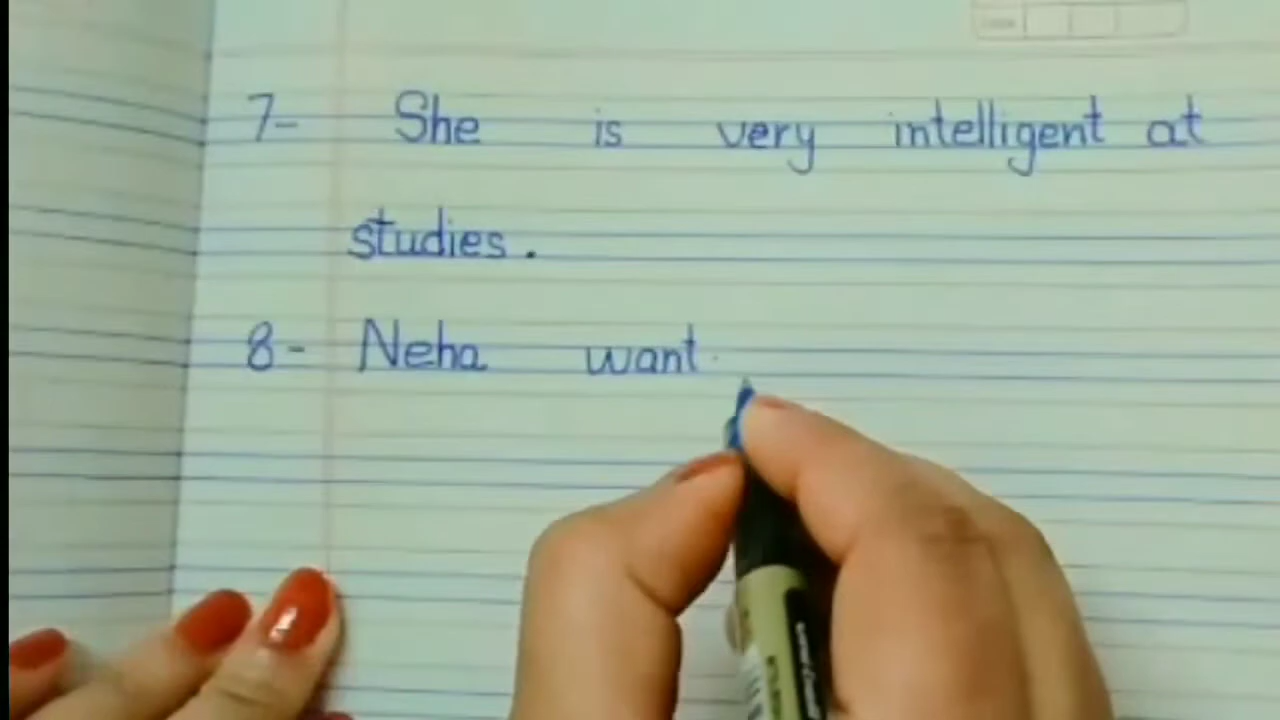 7- She is very intelligent at
studies.
8- Neha want